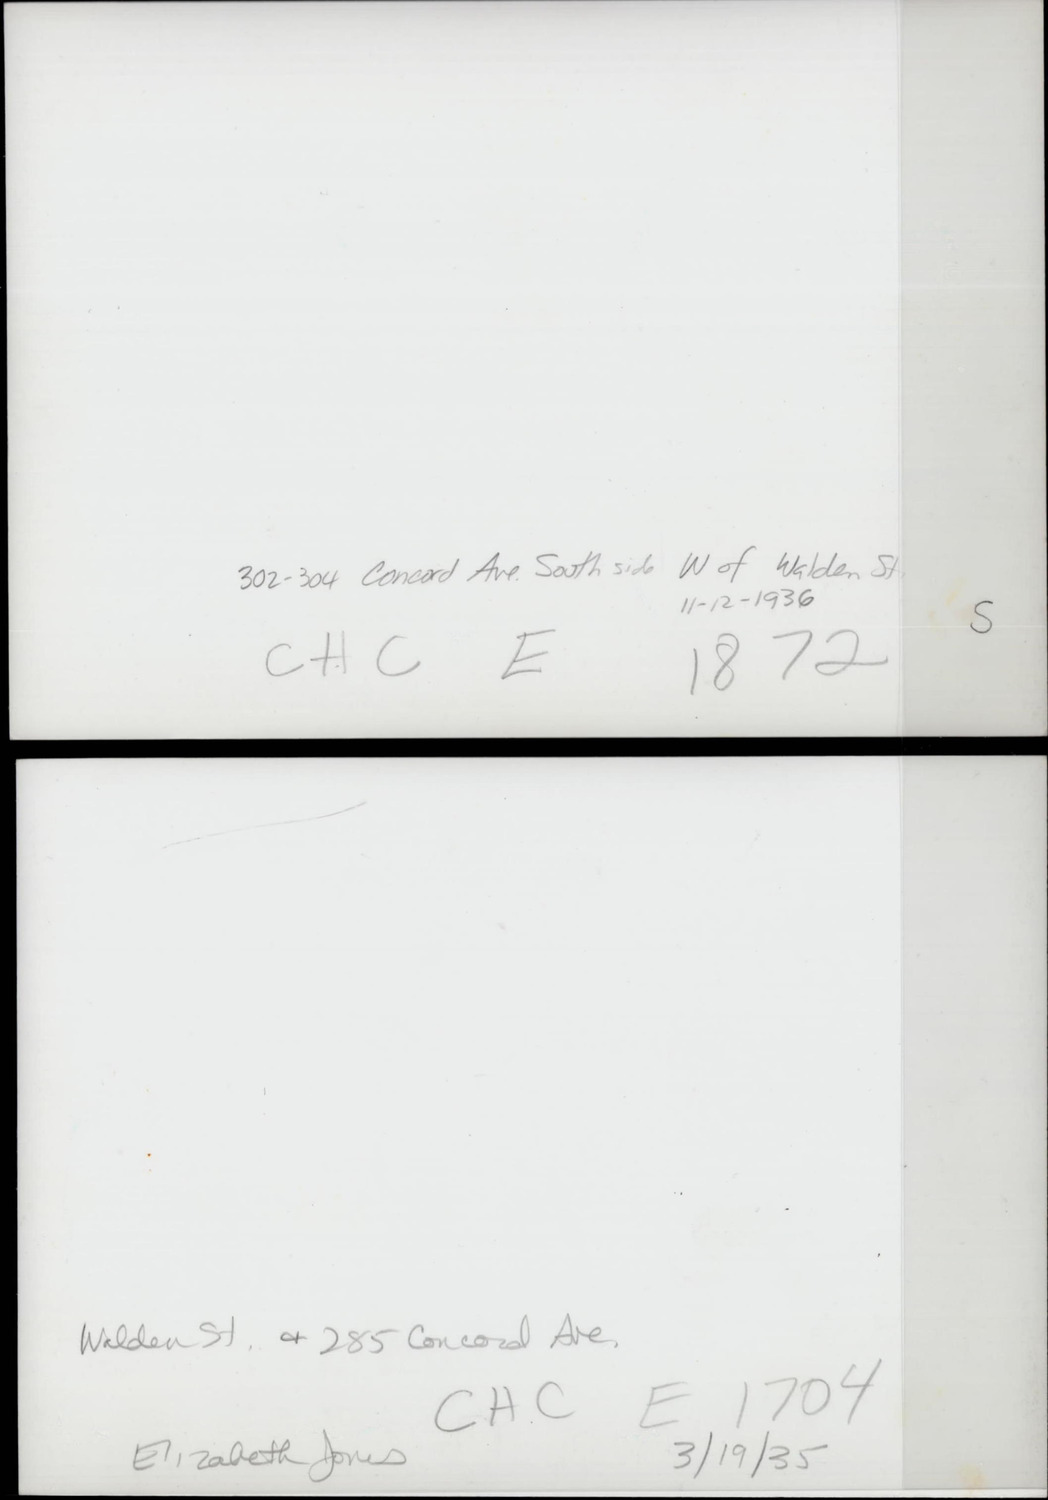 302-304 Concord Ave. South side W of Walden St.
11-12-1936
S
CHC E 1872
Walden St. + 285 Concord Ave.
CHC E 1704
Elizabeth Jones 3/19/35